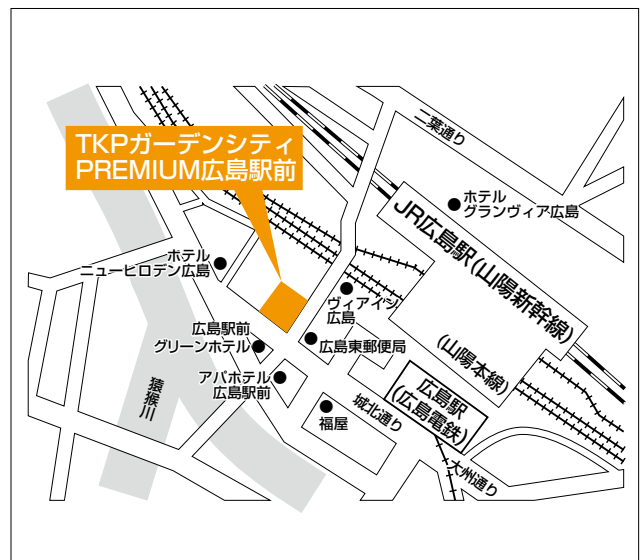 二葉通り
TKPガーデンシティ
PREMIUM広島駅前
ホテル
グランヴィア広島
JR広島駅(山陽新幹線)
ホテル
ニューヒロデン広島
ヴィアイン
広島
広島駅前
グリーンホテル
広島東郵便局
(山陽本線)
アパホテル
広島駅前
広島駅
(広島電鉄)
猿猴川
城北通り
福屋
大州通り